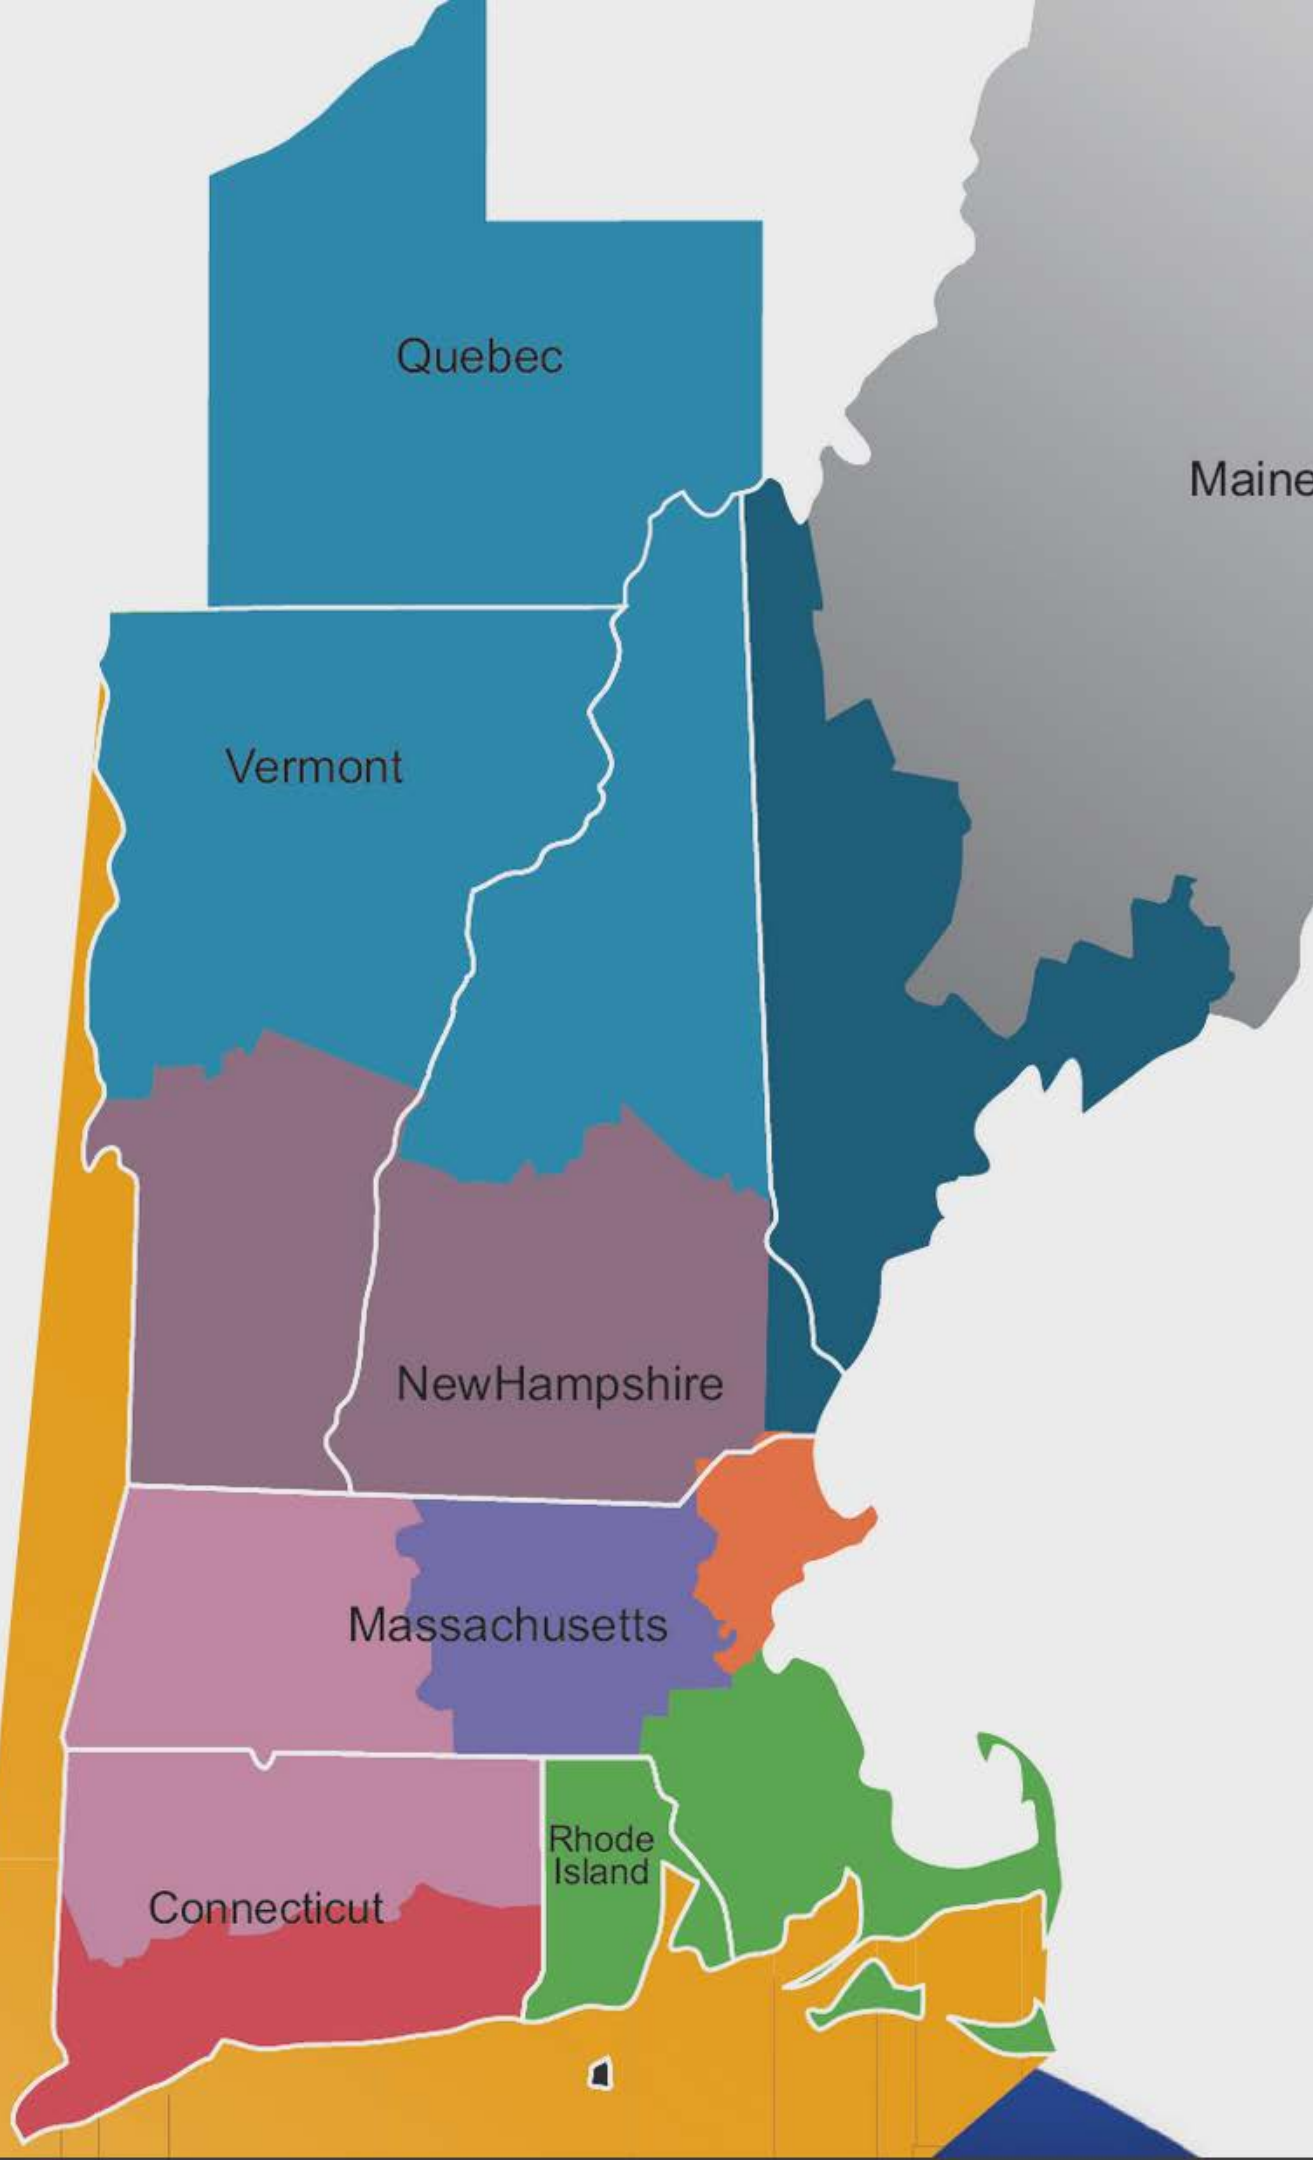 Quebec
Maine
Vermont
NewHampshire
Massachusetts
Rhode
Island
Connecticut